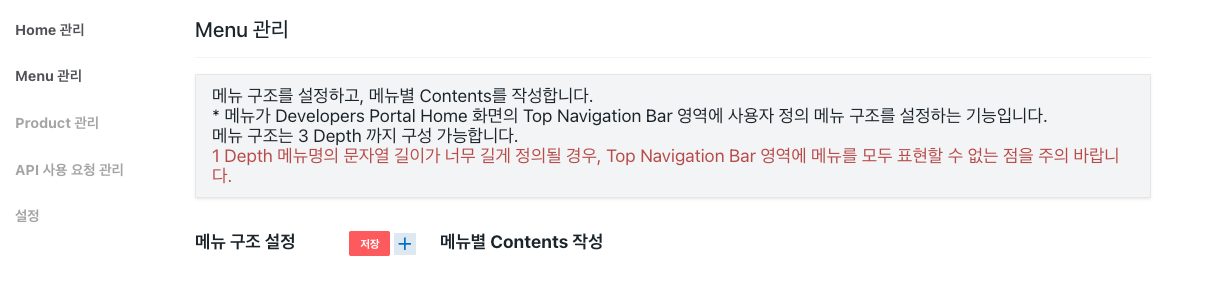 Home 관리
Menu 관리
Product 관리
API 사용 요청 관리
설정
Menu 관리
메뉴 구조를 설정하고, 메뉴별 Contents를 작성합니다.
* 메뉴가 Developers Portal Home 화면의 Top Navigation Bar 영역에 사용자 정의 메뉴 구조를 설정하는 기능입니다.
메뉴 구조는 3 Depth 까지 구성 가능합니다.
1 Depth 메뉴명의 문자열 길이가 너무 길게 정의될 경우, Top Navigation Bar 영역에 메뉴를 모두 표현할 수 없는 점을 주의 바랍니
다.
메뉴 구조 설정 저장 + 메뉴별 Contents 작성